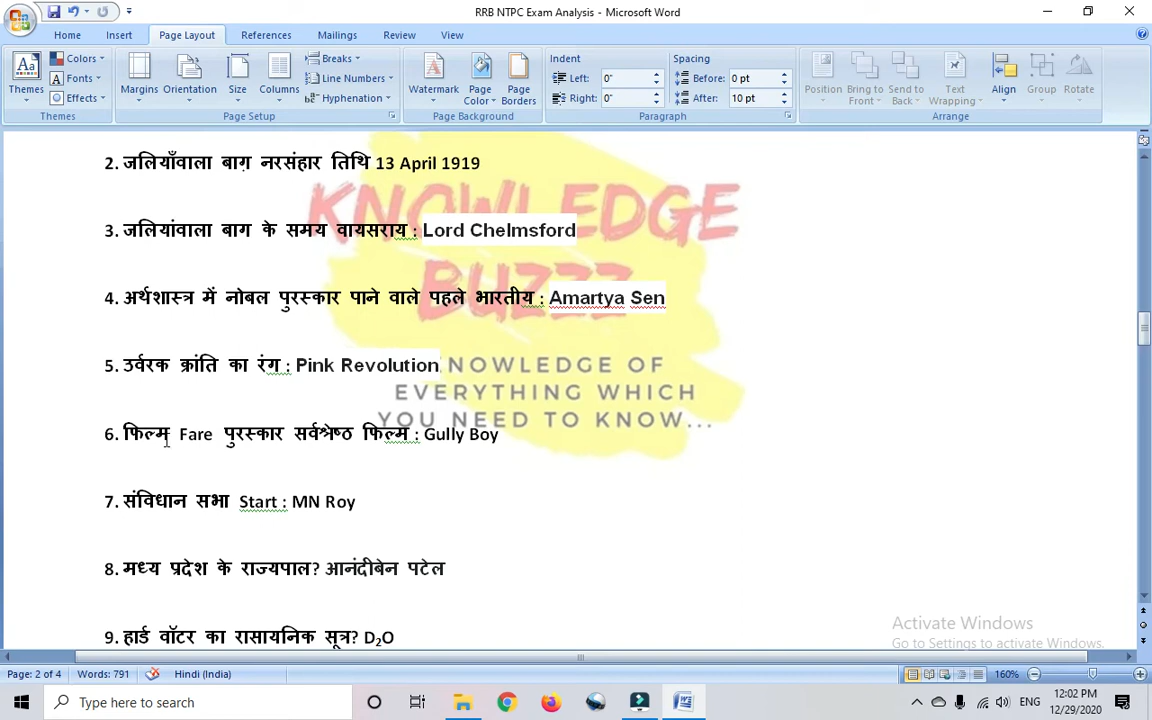 RRB NTPC Exam Analysis - Microsoft Word
Home Insert Page Layout References Mailings Review View
Themes Colors Fonts Effects Themes
Margins Orientation Size Columns Breaks Line Numbers Hyphenation Page Setup
Watermark Page Color Page Borders Page Background
Indent Left: 0" Right: 0" Spacing Before: 0 pt After: 10 pt Paragraph
Position Bring to Front Send to Back Text Wrapping Align Group Rotate Arrange
2. जलियाँवाला बाग़ नरसंहार तिथि 13 April 1919
KNOWLEDGE
3. जलियांवाला बाग के समय वायसराय : Lord Chelmsford
BUZZZ
4. अर्थशास्त्र में नोबल पुरस्कार पाने वाले पहले भारतीय : Amartya Sen
5. उर्वरक क्रांति का रंग : Pink Revolution
NOWLEDGE OF
EVERYTHING WHICH
YOU NEED TO KNOW...
6. फिल्म Fare पुरस्कार सर्वश्रेष्ठ फिल्म : Gully Boy
7. संविधान सभा Start : MN Roy
8. मध्य प्रदेश के राज्यपाल? आनंदीबेन पटेल
9. हार्ड वॉटर का रासायनिक सूत्र? D₂O
Activate Windows
Go to Settings to activate Windows.
Page: 2 of 4 Words: 791 Hindi (India) 160%
Type here to search ENG 12:02 PM
12/29/2020